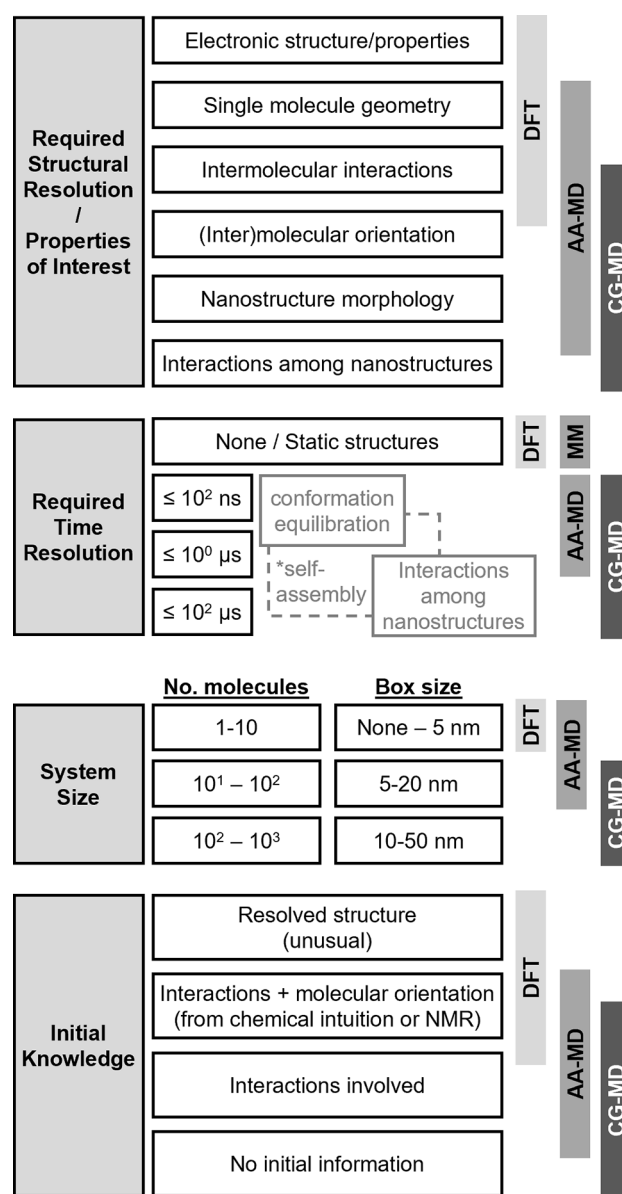 Required
Structural
Resolution
/
Properties
of Interest
Electronic structure/properties
Single molecule geometry
Intermolecular interactions
(Inter)molecular orientation
Nanostructure morphology
Interactions among nanostructures
DFT
AA-MD
CG-MD
Required
Time
Resolution
None / Static structures
≤ 10² ns
≤ 10⁰ µs
≤ 10² µs
conformation
equilibration
*self-
assembly
Interactions
among
nanostructures
DFT
MM
AA-MD
CG-MD
System
Size
No. molecules
Box size
1-10
None – 5 nm
10¹ – 10²
5-20 nm
10² – 10³
10-50 nm
DFT
AA-MD
CG-MD
Initial
Knowledge
Resolved structure
(unusual)
Interactions + molecular orientation
(from chemical intuition or NMR)
Interactions involved
No initial information
DFT
AA-MD
CG-MD